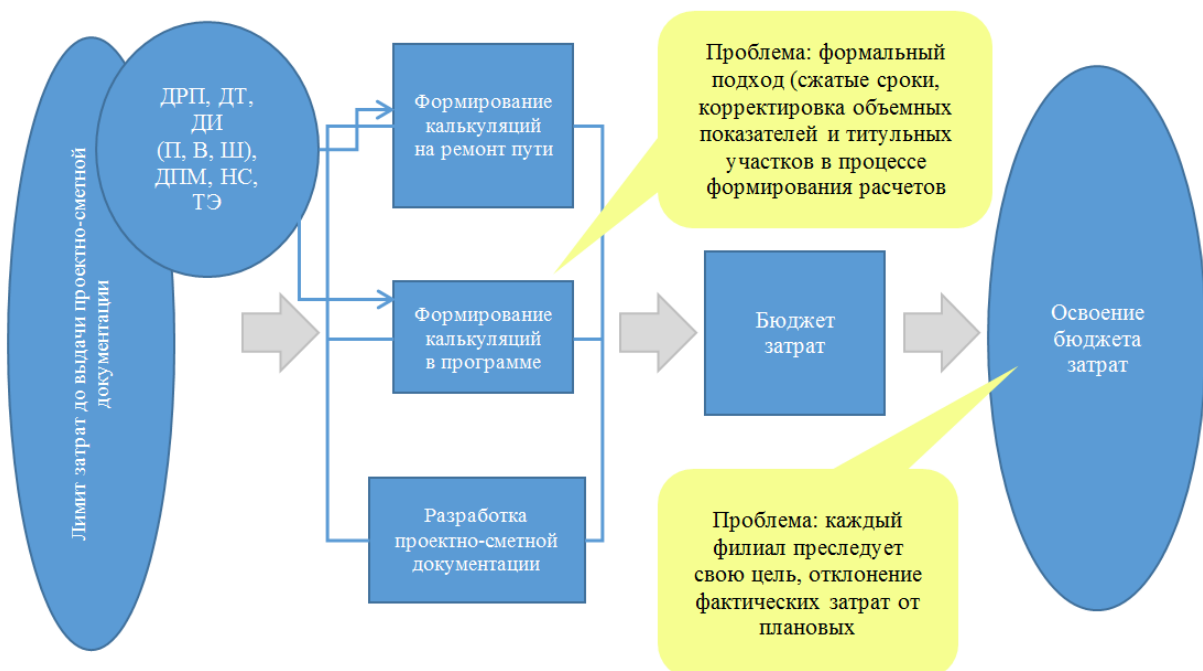 Лимит затрат до выдачи проектно-сметной
документации
ДРП, ДТ,
ДИ
(П, В, Ш),
ДПМ, НС,
ТЭ
Формирование
калькуляций
на ремонт пути
Формирование
калькуляций
в программе
Разработка
проектно-сметной
документации
Проблема: формальный
подход (сжатые сроки,
корректировка объемных
показателей и титульных
участков в процессе
формирования расчетов
Бюджет
затрат
Проблема: каждый
филиал преследует
свою цель, отклонение
фактических затрат от
плановых
Освоение
бюджета
затрат